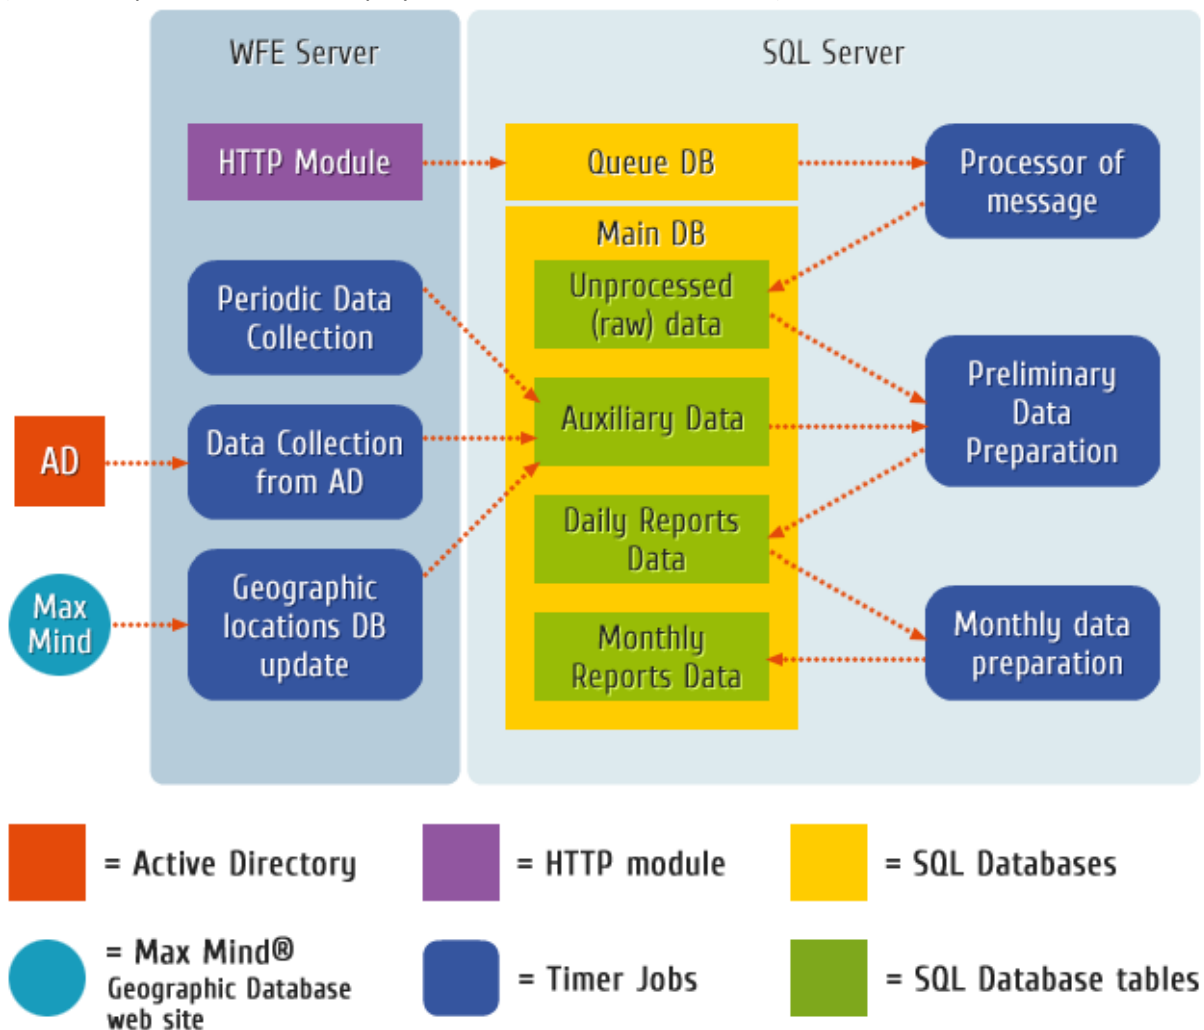 WFE Server
SQL Server
HTTP Module
Queue DB
Processor of
message
Main DB
Unprocessed
(raw) data
Periodic Data
Collection
Preliminary
Data
Preparation
Auxiliary Data
AD
Data Collection
from AD
Daily Reports
Data
Max
Mind
Geographic
locations DB
update
Monthly
Reports Data
Monthly data
preparation
= Active Directory
= HTTP module
= SQL Databases
= Max Mind®
Geographic Database
web site
= Timer Jobs
= SQL Database tables